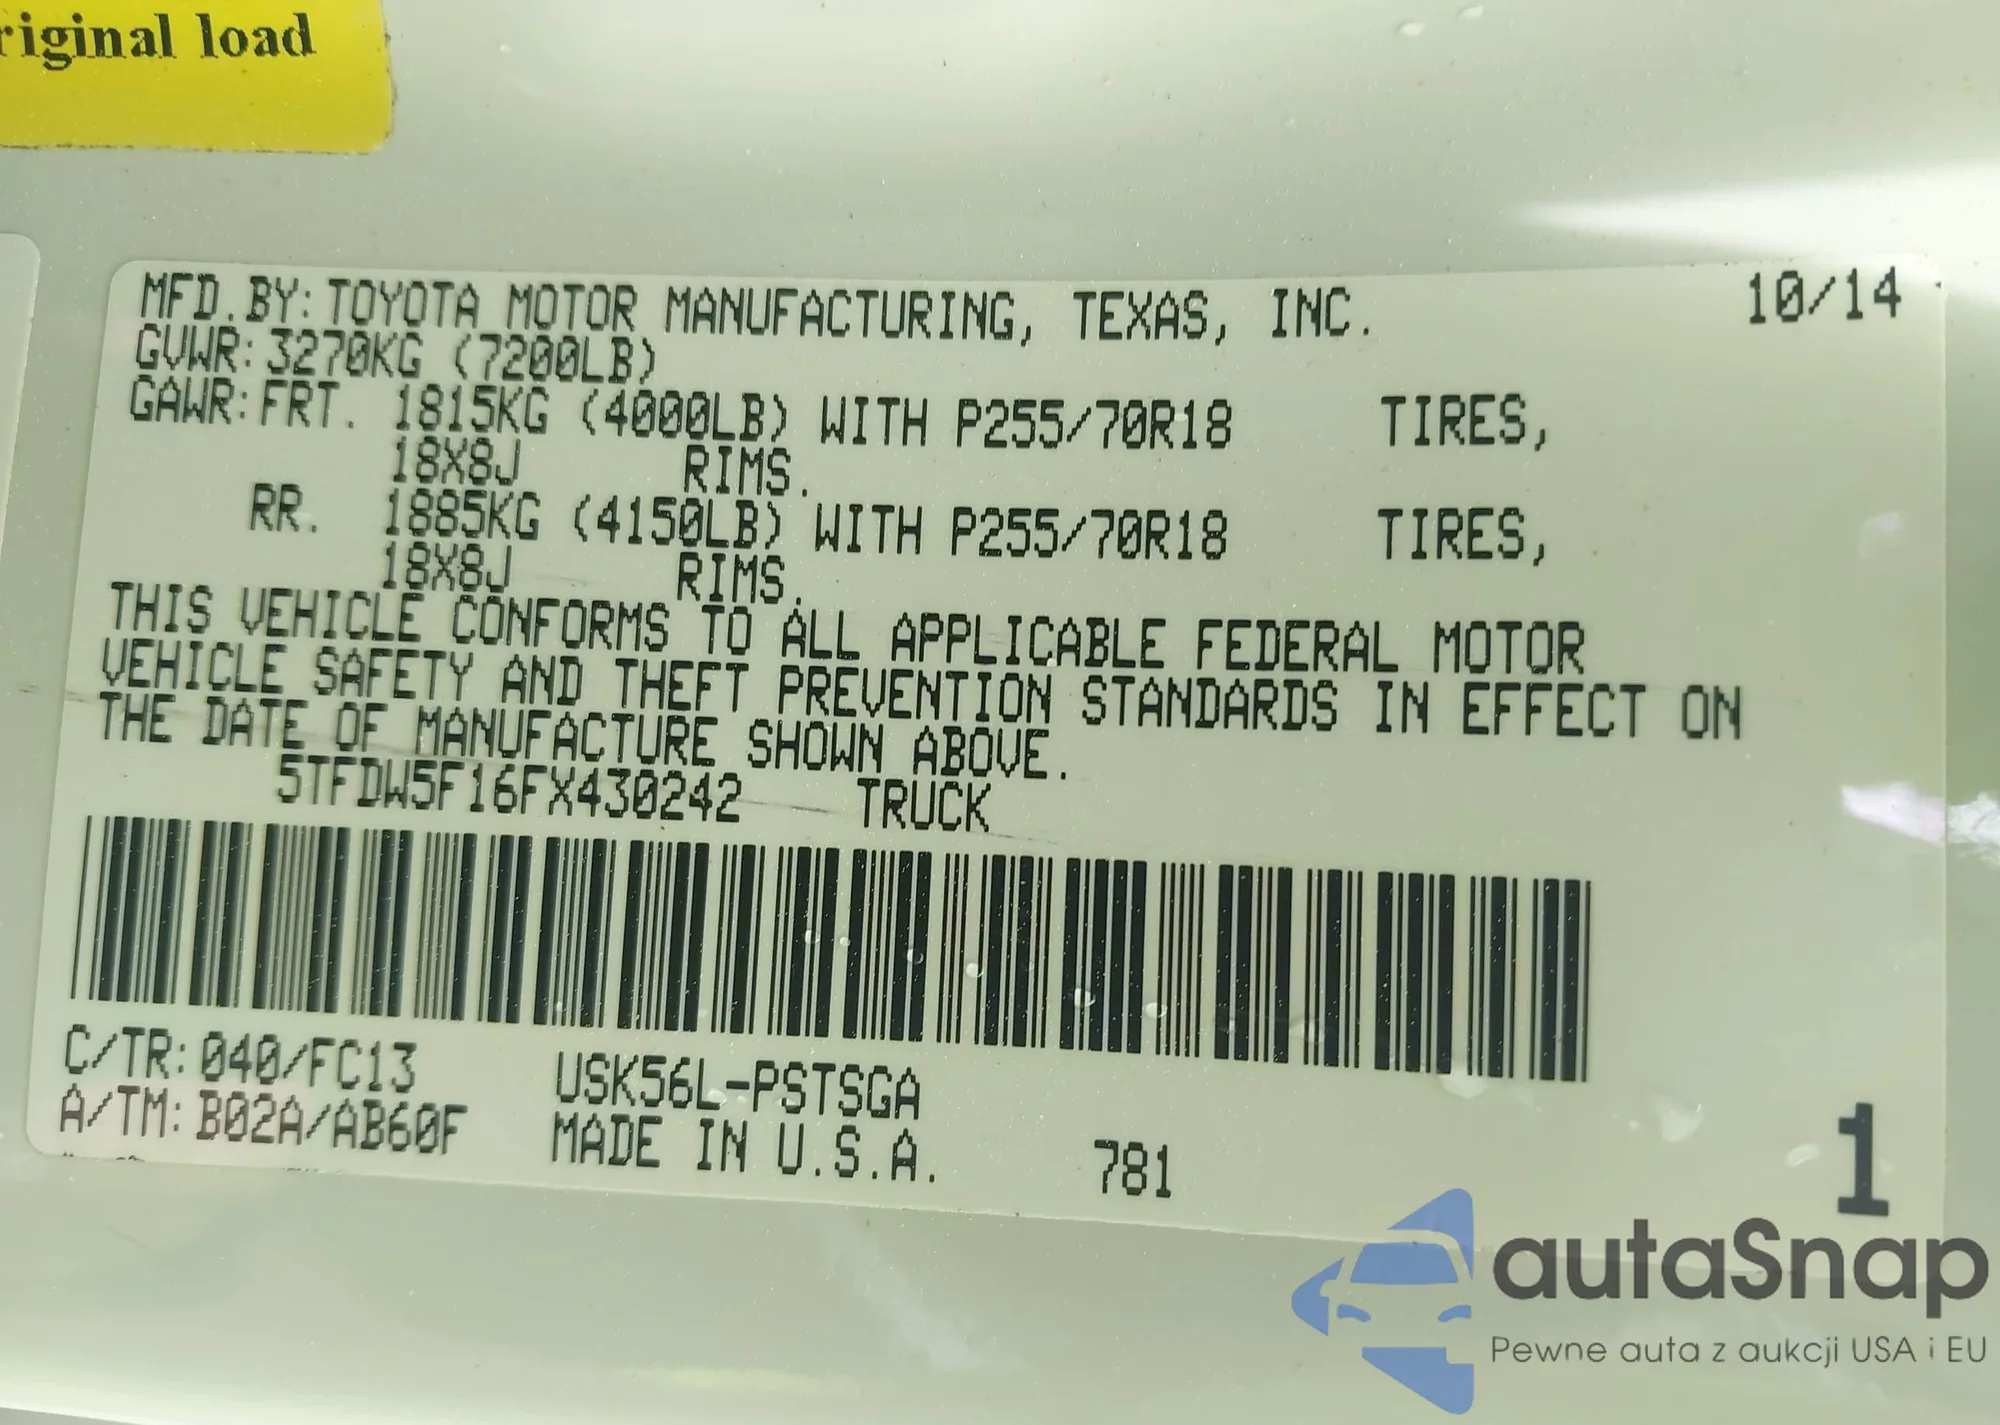 riginal load
MFD.BY: TOYOTA MOTOR MANUFACTURING, TEXAS, INC. 10/14
GVWR: 3270KG (7200LB)
GAWR: FRT. 1815KG (4000LB) WITH P255/70R18 TIRES,
18X8J RIMS.
RR. 1885KG (4150LB) WITH P255/70R18 TIRES,
18X8J RIMS.
THIS VEHICLE CONFORMS TO ALL APPLICABLE FEDERAL MOTOR
VEHICLE SAFETY AND THEFT PREVENTION STANDARDS IN EFFECT ON
THE DATE OF MANUFACTURE SHOWN ABOVE.
5TFDW5F16FX430242 TRUCK
C/TR: 040/FC13 USK56L-PSTSGA
A/TM: B02A/AB60F MADE IN U.S.A. 781 1
autaSnap
Pewne auta z aukcji USA i EU